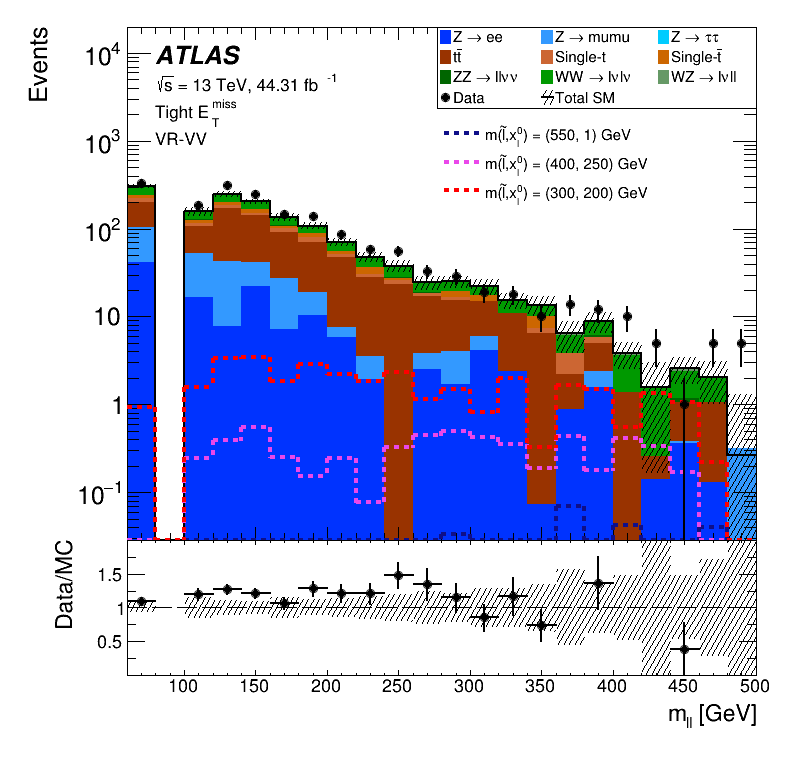 Events
10⁴
10³
10²
10
1
10⁻¹
ATLAS
√s = 13 TeV, 44.31 fb ⁻¹
Tight E_T^miss
VR-VV
Z → ee Z → mumu Z → ττ
tt̄ Single-t Single-t̄
ZZ → llνν WW → lνlν WZ → lνll
Data Total SM
m(l̃,x̃⁰₁) = (550, 1) GeV
m(l̃,x̃⁰₁) = (400, 250) GeV
m(l̃,x̃⁰₁) = (300, 200) GeV
Data/MC
1.5
1
0.5
100 150 200 250 300 350 400 450 500
m_ll [GeV]